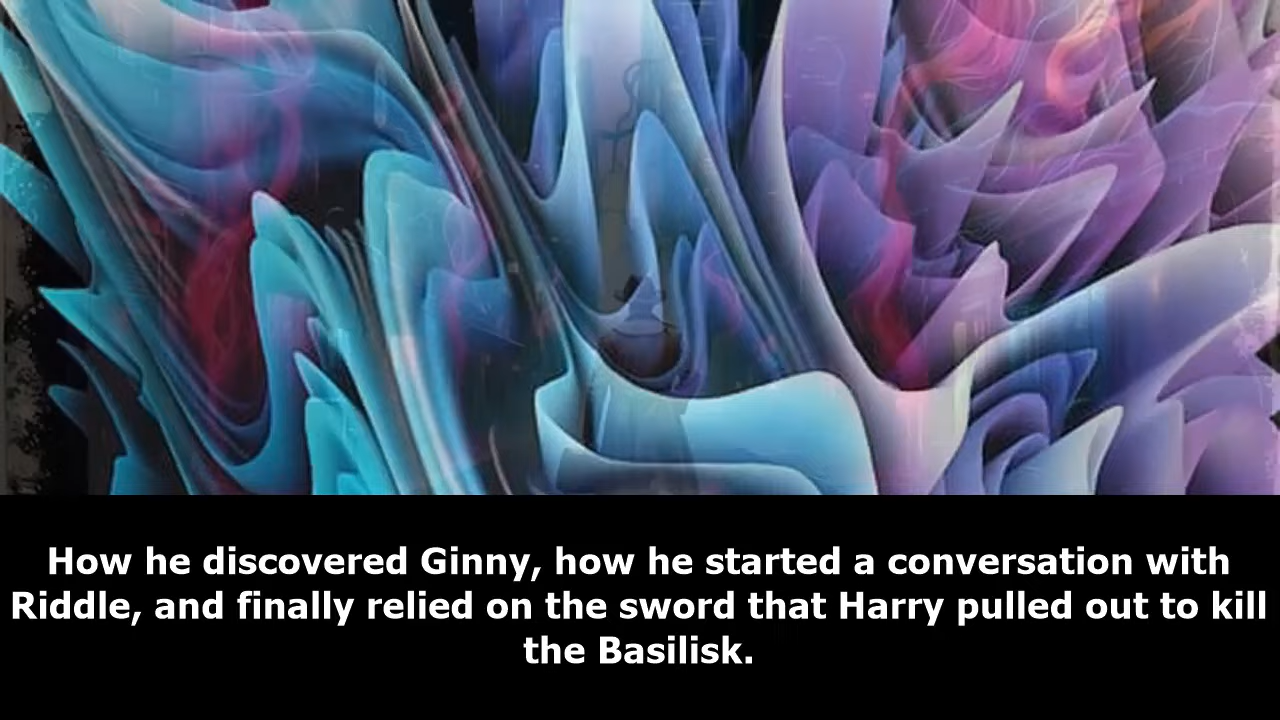 How he discovered Ginny, how he started a conversation with
Riddle, and finally relied on the sword that Harry pulled out to kill
the Basilisk.